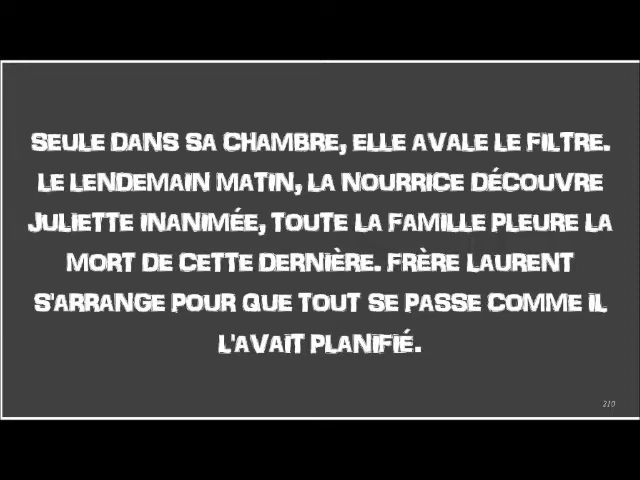 SEULE DANS SA CHAMBRE, ELLE AVALE LE FILTRE.
LE LENDEMAIN MATIN, LA NOURRICE DÉCOUVRE
JULIETTE INANIMÉE, TOUTE LA FAMILLE PLEURE LA
MORT DE CETTE DERNIÈRE. FRÈRE LAURENT
S'ARRANGE POUR QUE TOUT SE PASSE COMME IL
L'AVAIT PLANIFIÉ.
210